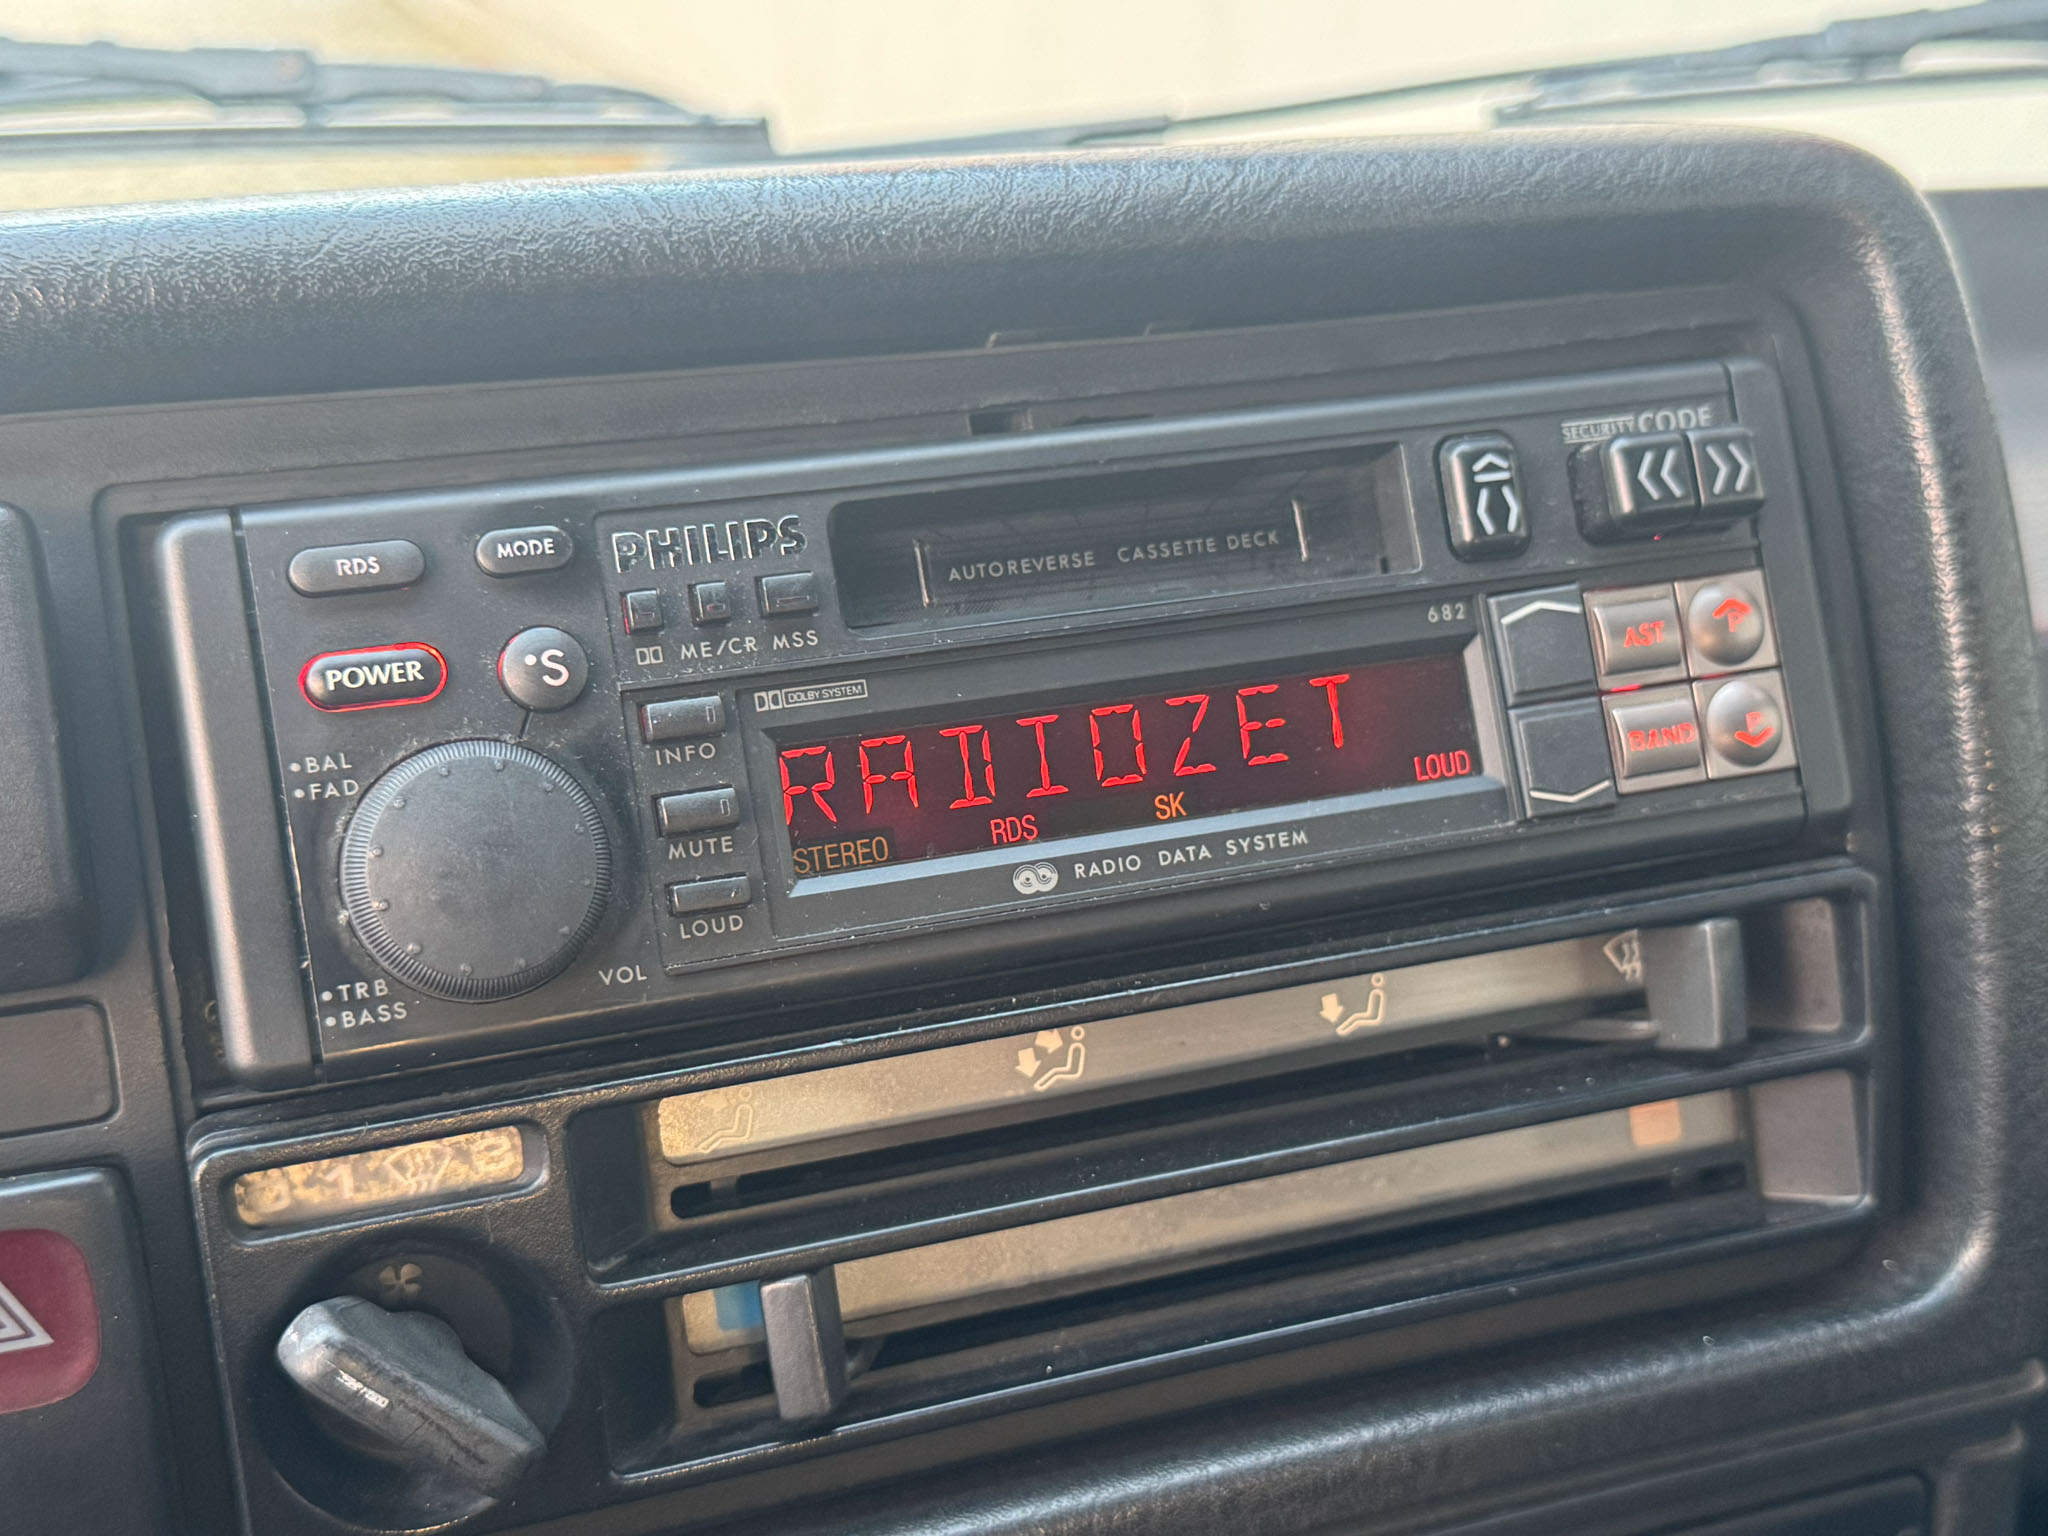 SECURITY CODE
RDS
MODE
PHILIPS
AUTOREVERSE CASSETTE DECK
POWER
•S
ME/CR MSS
682
AST
P
DOLBY SYSTEM
INFO
RADIOZET
LOUD
BAND
P
•BAL
•FAD
MUTE
STEREO
RDS
SK
RADIO DATA SYSTEM
LOUD
VOL
•TRB
•BASS
1